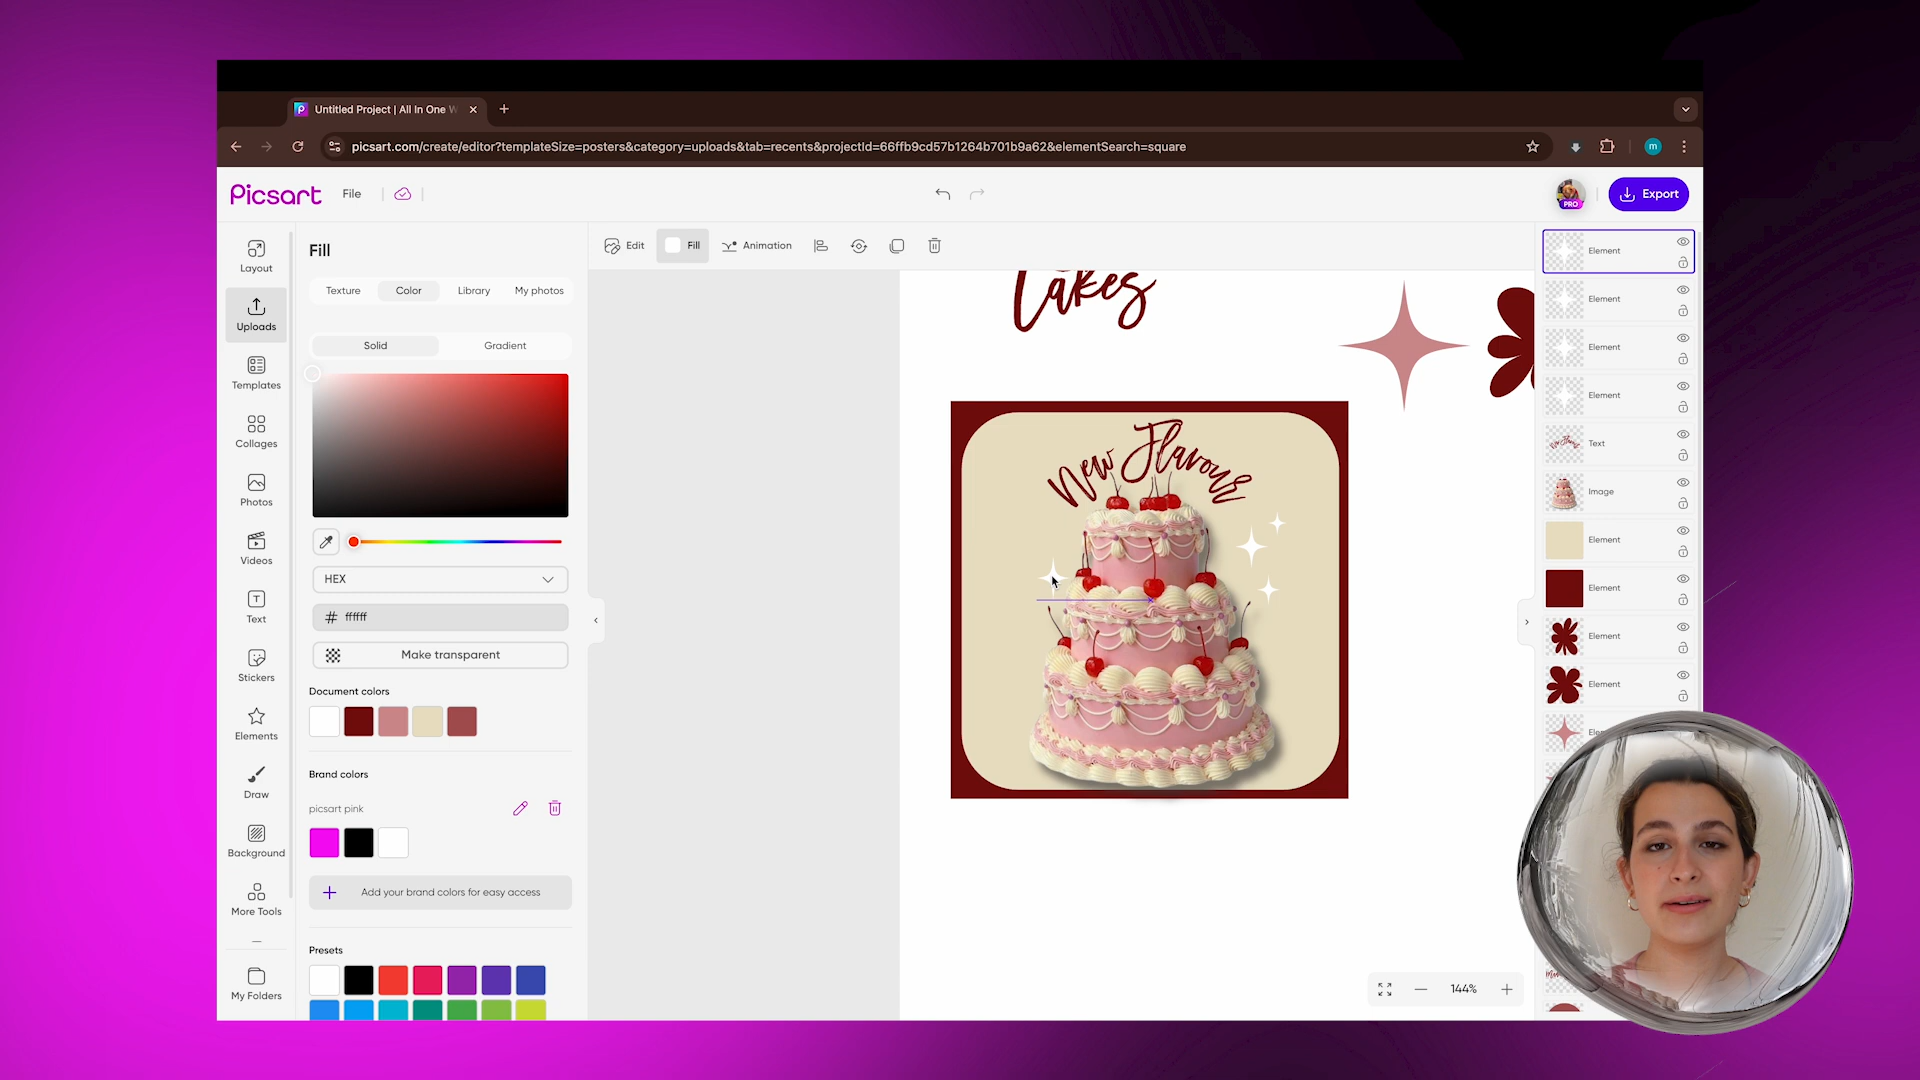 Untitled Project | All In One W
picsart.com/create/editor?templateSize=posters&category=uploads&tab=recents&projectId=66ffb9cd57b1264b701b9a62&elementSearch=square
m
Picsart
File
PRO
Export
Layout
Uploads
Templates
Collages
Photos
Videos
Text
Stickers
Elements
Draw
Background
More Tools
My Folders
Fill
Texture
Color
Library
My photos
Solid
Gradient
HEX
# ffffff
Make transparent
Document colors
Brand colors
picsart pink
+ Add your brand colors for easy access
Presets
Edit
Fill
Animation
Cakes
New Flavour
144%
Element
Element
Element
Element
Text
Image
Element
Element
Element
Element